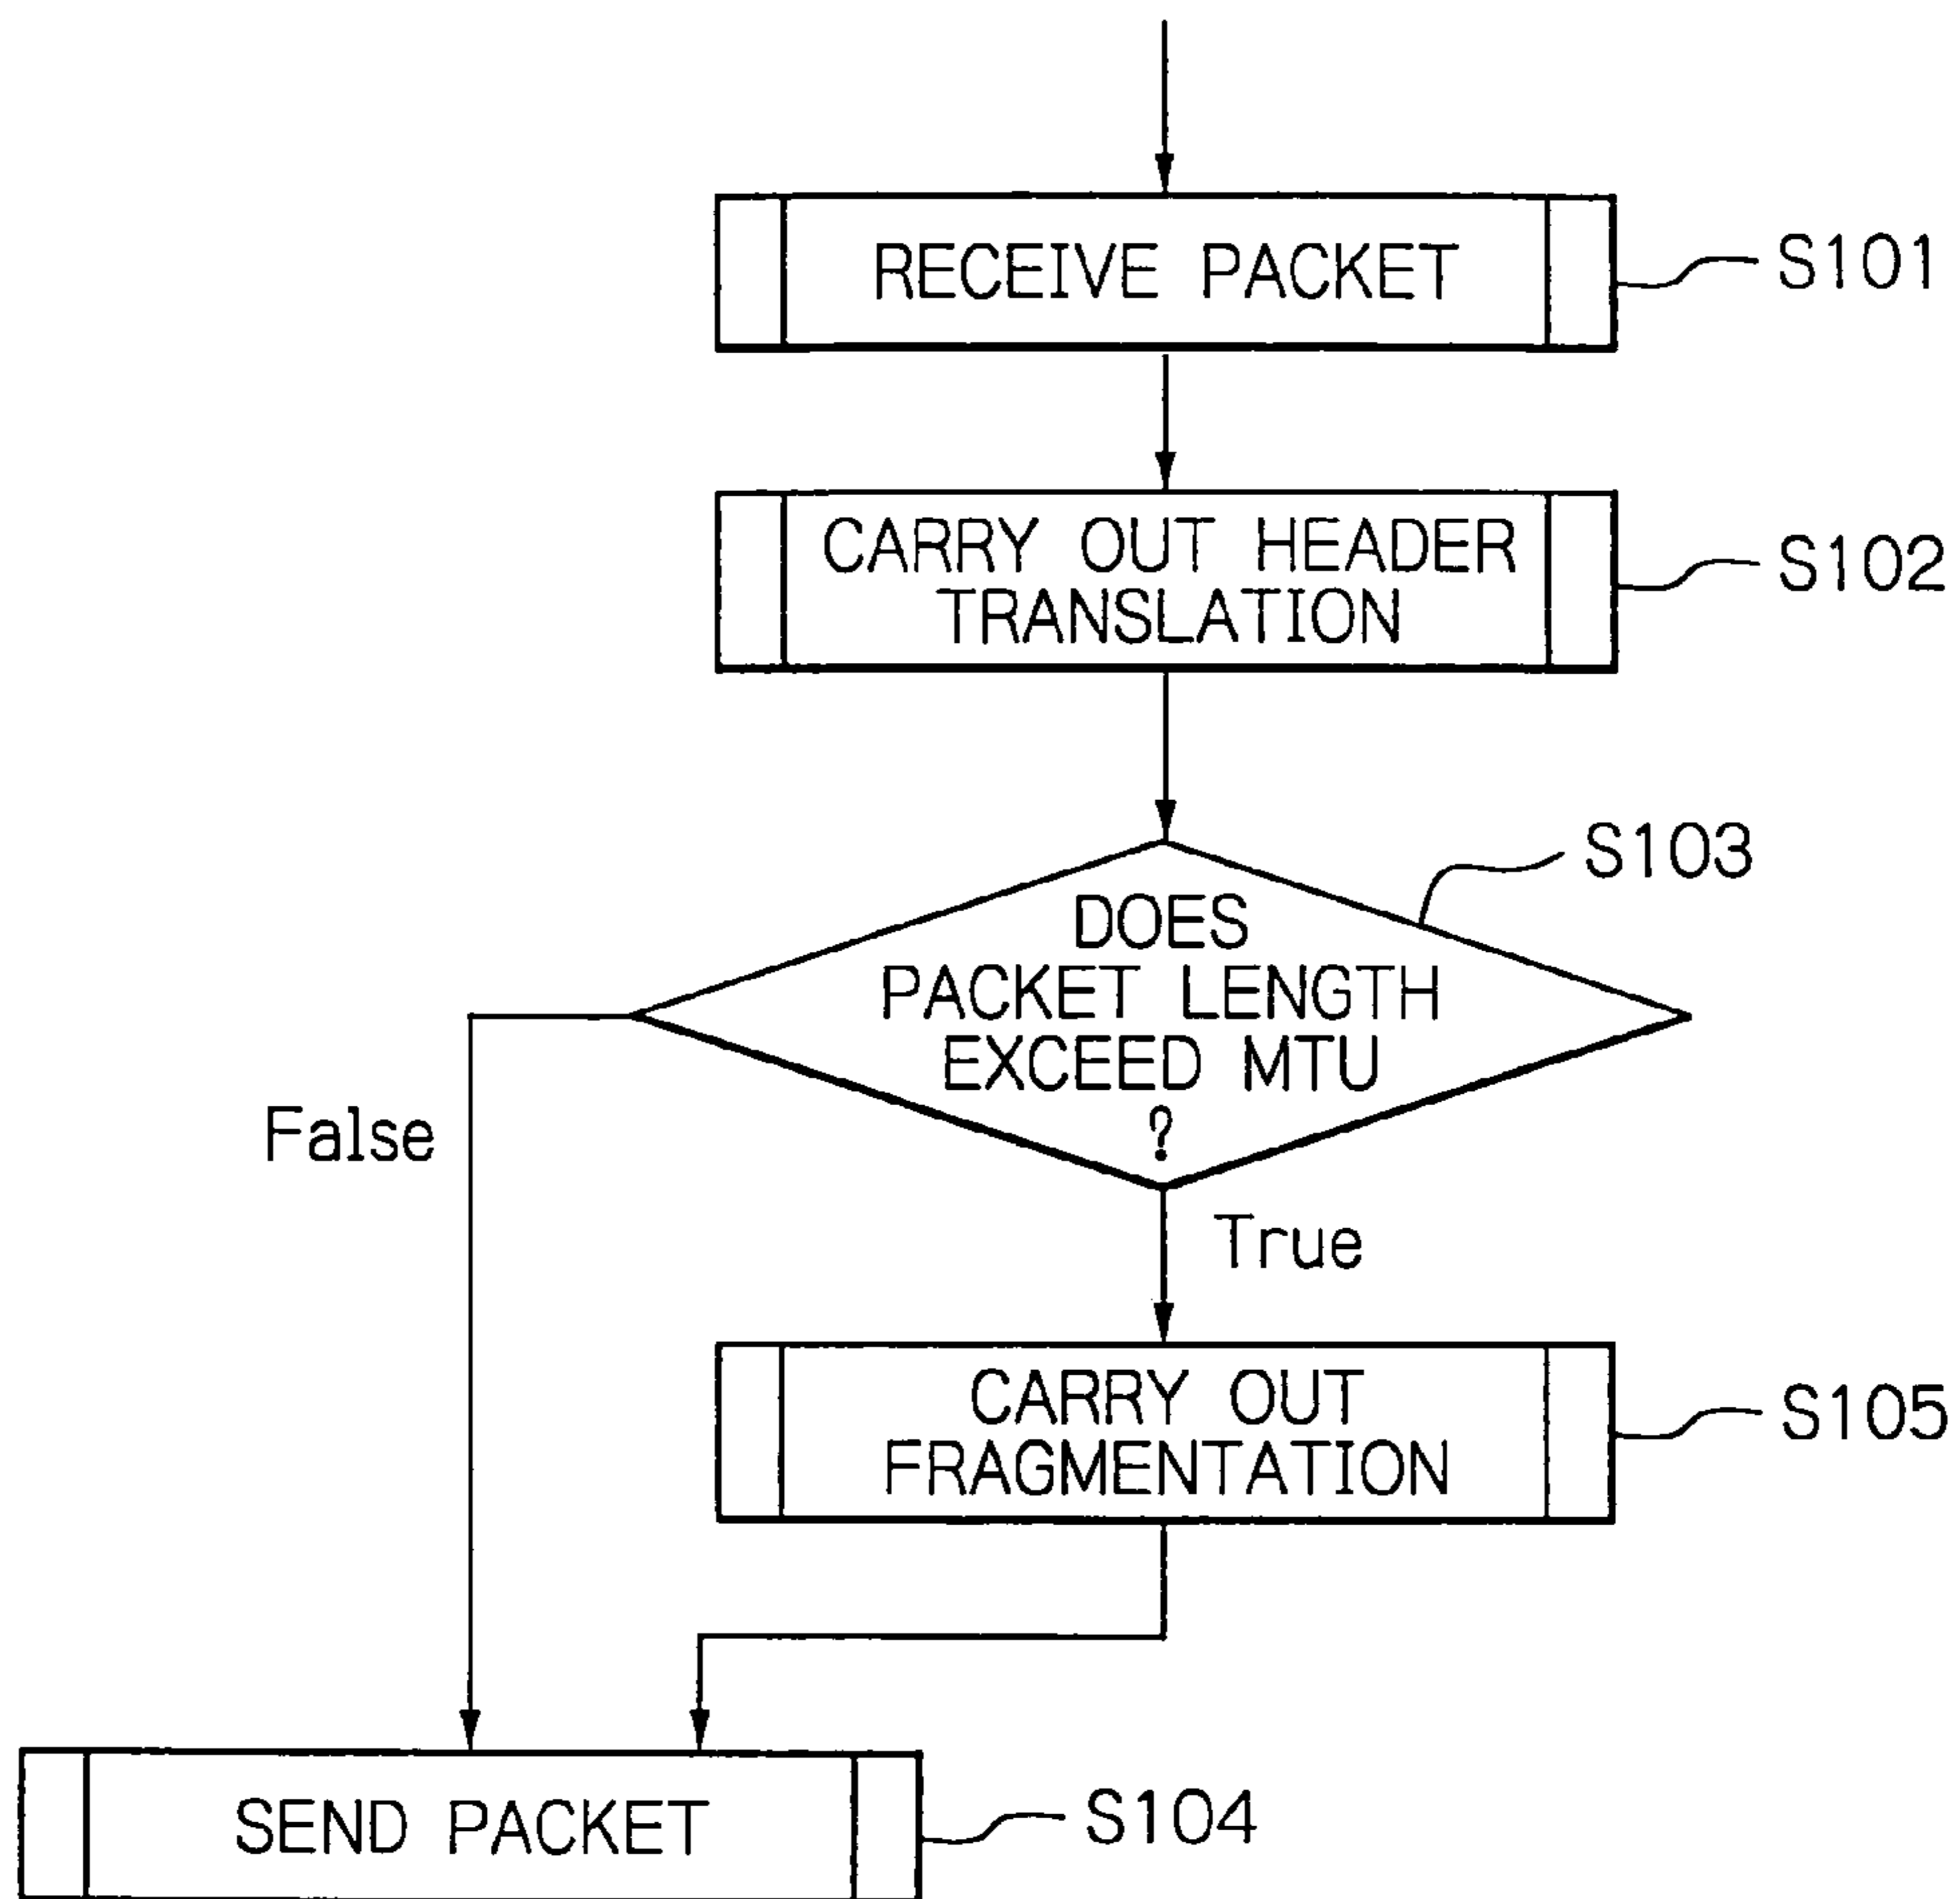 RECEIVE PACKET
S101
CARRY OUT HEADER
TRANSLATION
S102
S103
DOES
PACKET LENGTH
EXCEED MTU
?
False
True
CARRY OUT
FRAGMENTATION
S105
SEND PACKET
S104